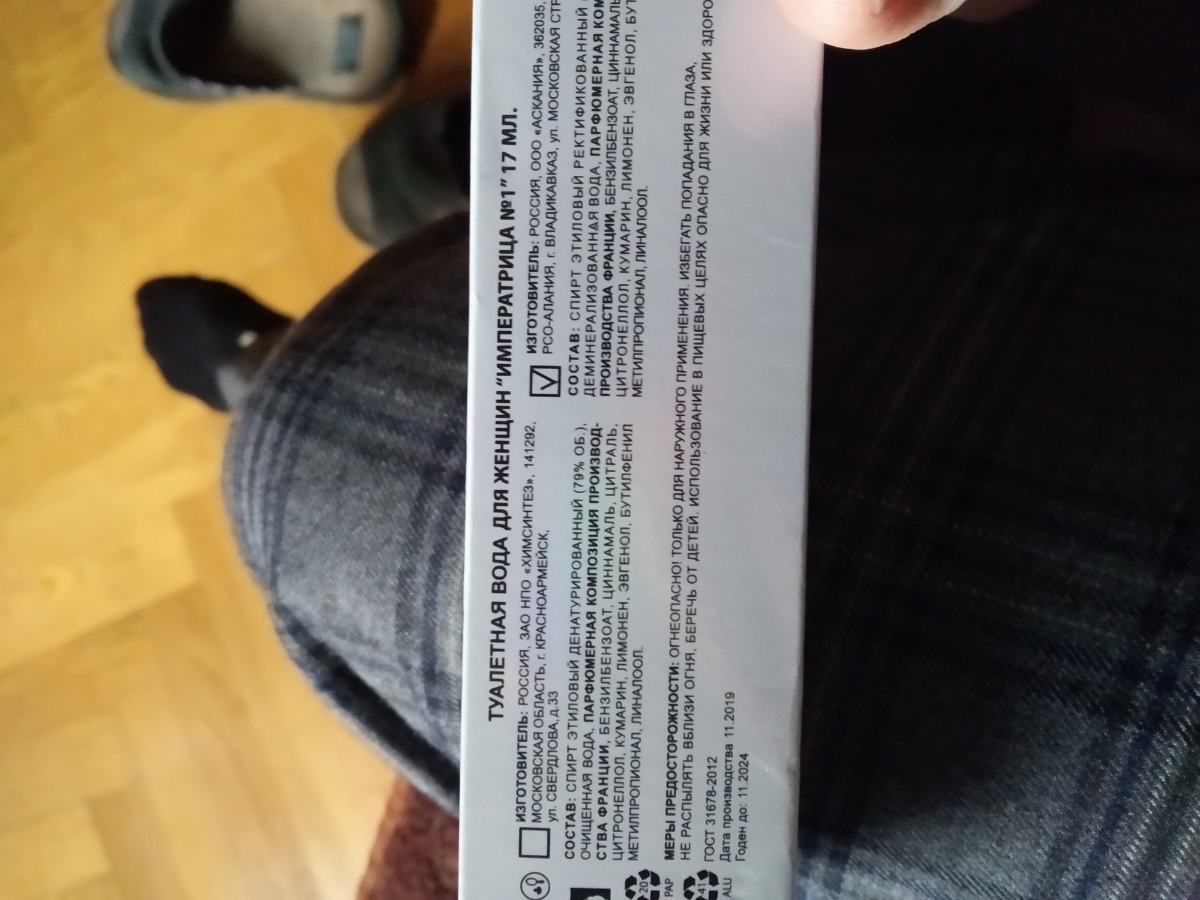 ТУАЛЕТНАЯ ВОДА ДЛЯ ЖЕНЩИН “ИМПЕРАТРИЦА №1” 17 МЛ.
ИЗГОТОВИТЕЛЬ: РОССИЯ, ЗАО НПО «ХИМСИНТЕЗ», 141292,
МОСКОВСКАЯ ОБЛАСТЬ, г. КРАСНОАРМЕЙСК,
ул. СВЕРДЛОВА, д.33
СОСТАВ: СПИРТ ЭТИЛОВЫЙ ДЕНАТУРИРОВАННЫЙ (79% ОБ.),
ОЧИЩЕННАЯ ВОДА, ПАРФЮМЕРНАЯ КОМПОЗИЦИЯ ПРОИЗВОД-
СТВА ФРАНЦИИ, БЕНЗИЛБЕНЗОАТ, ЦИННАМАЛЬ, ЦИТРАЛЬ,
ЦИТРОНЕЛЛОЛ, КУМАРИН, ЛИМОНЕН, ЭВГЕНОЛ, БУТИЛФЕНИЛ
МЕТИЛПРОПИОНАЛ, ЛИНАЛООЛ.
ИЗГОТОВИТЕЛЬ: РОССИЯ, ООО «АСКАНИЯ», 362035,
РСО-АЛАНИЯ, г. ВЛАДИКАВКАЗ, ул. МОСКОВСКАЯ СТР
СОСТАВ: СПИРТ ЭТИЛОВЫЙ РЕКТИФИКОВАННЫЙ
ДЕМИНЕРАЛИЗОВАННАЯ ВОДА, ПАРФЮМЕРНАЯ КОМ
ПРОИЗВОДСТВА ФРАНЦИИ, БЕНЗИЛБЕНЗОАТ, ЦИННАМАЛЬ
ЦИТРОНЕЛЛОЛ, КУМАРИН, ЛИМОНЕН, ЭВГЕНОЛ, БУТ
МЕТИЛПРОПИОНАЛ, ЛИНАЛООЛ.
МЕРЫ ПРЕДОСТОРОЖНОСТИ: ОГНЕОПАСНО! ТОЛЬКО ДЛЯ НАРУЖНОГО ПРИМЕНЕНИЯ. ИЗБЕГАТЬ ПОПАДАНИЯ В ГЛАЗА,
НЕ РАСПЫЛЯТЬ ВБЛИЗИ ОГНЯ, БЕРЕЧЬ ОТ ДЕТЕЙ. ИСПОЛЬЗОВАНИЕ В ПИЩЕВЫХ ЦЕЛЯХ ОПАСНО ДЛЯ ЖИЗНИ ИЛИ ЗДОРО
ГОСТ 31678-2012
Дата производства 11.2019
Годен до: 11.2024
20
PAP
41
ALU